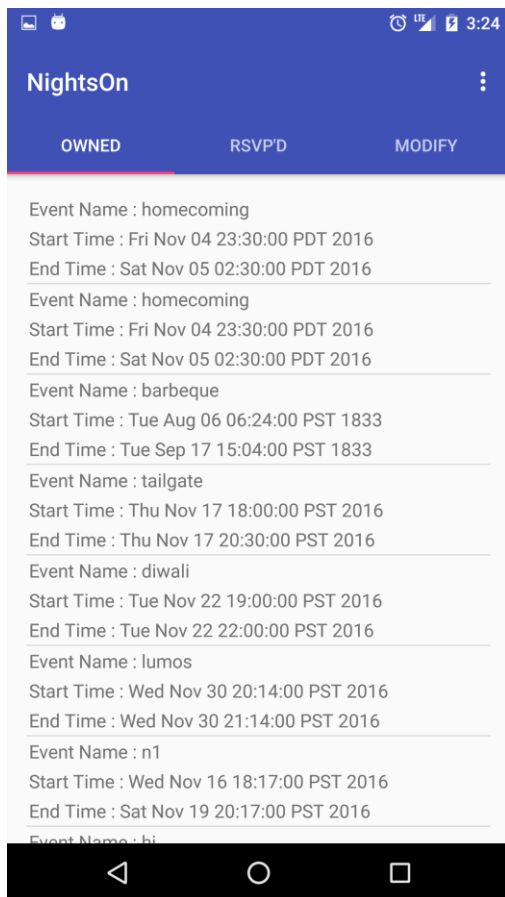 LTE 3:24
NightsOn
OWNED RSVP'D MODIFY
Event Name : homecoming
Start Time : Fri Nov 04 23:30:00 PDT 2016
End Time : Sat Nov 05 02:30:00 PDT 2016
Event Name : homecoming
Start Time : Fri Nov 04 23:30:00 PDT 2016
End Time : Sat Nov 05 02:30:00 PDT 2016
Event Name : barbeque
Start Time : Tue Aug 06 06:24:00 PST 1833
End Time : Tue Sep 17 15:04:00 PST 1833
Event Name : tailgate
Start Time : Thu Nov 17 18:00:00 PST 2016
End Time : Thu Nov 17 20:30:00 PST 2016
Event Name : diwali
Start Time : Tue Nov 22 19:00:00 PST 2016
End Time : Tue Nov 22 22:00:00 PST 2016
Event Name : lumos
Start Time : Wed Nov 30 20:14:00 PST 2016
End Time : Wed Nov 30 21:14:00 PST 2016
Event Name : n1
Start Time : Wed Nov 16 18:17:00 PST 2016
End Time : Sat Nov 19 20:17:00 PST 2016
Event Name : hi